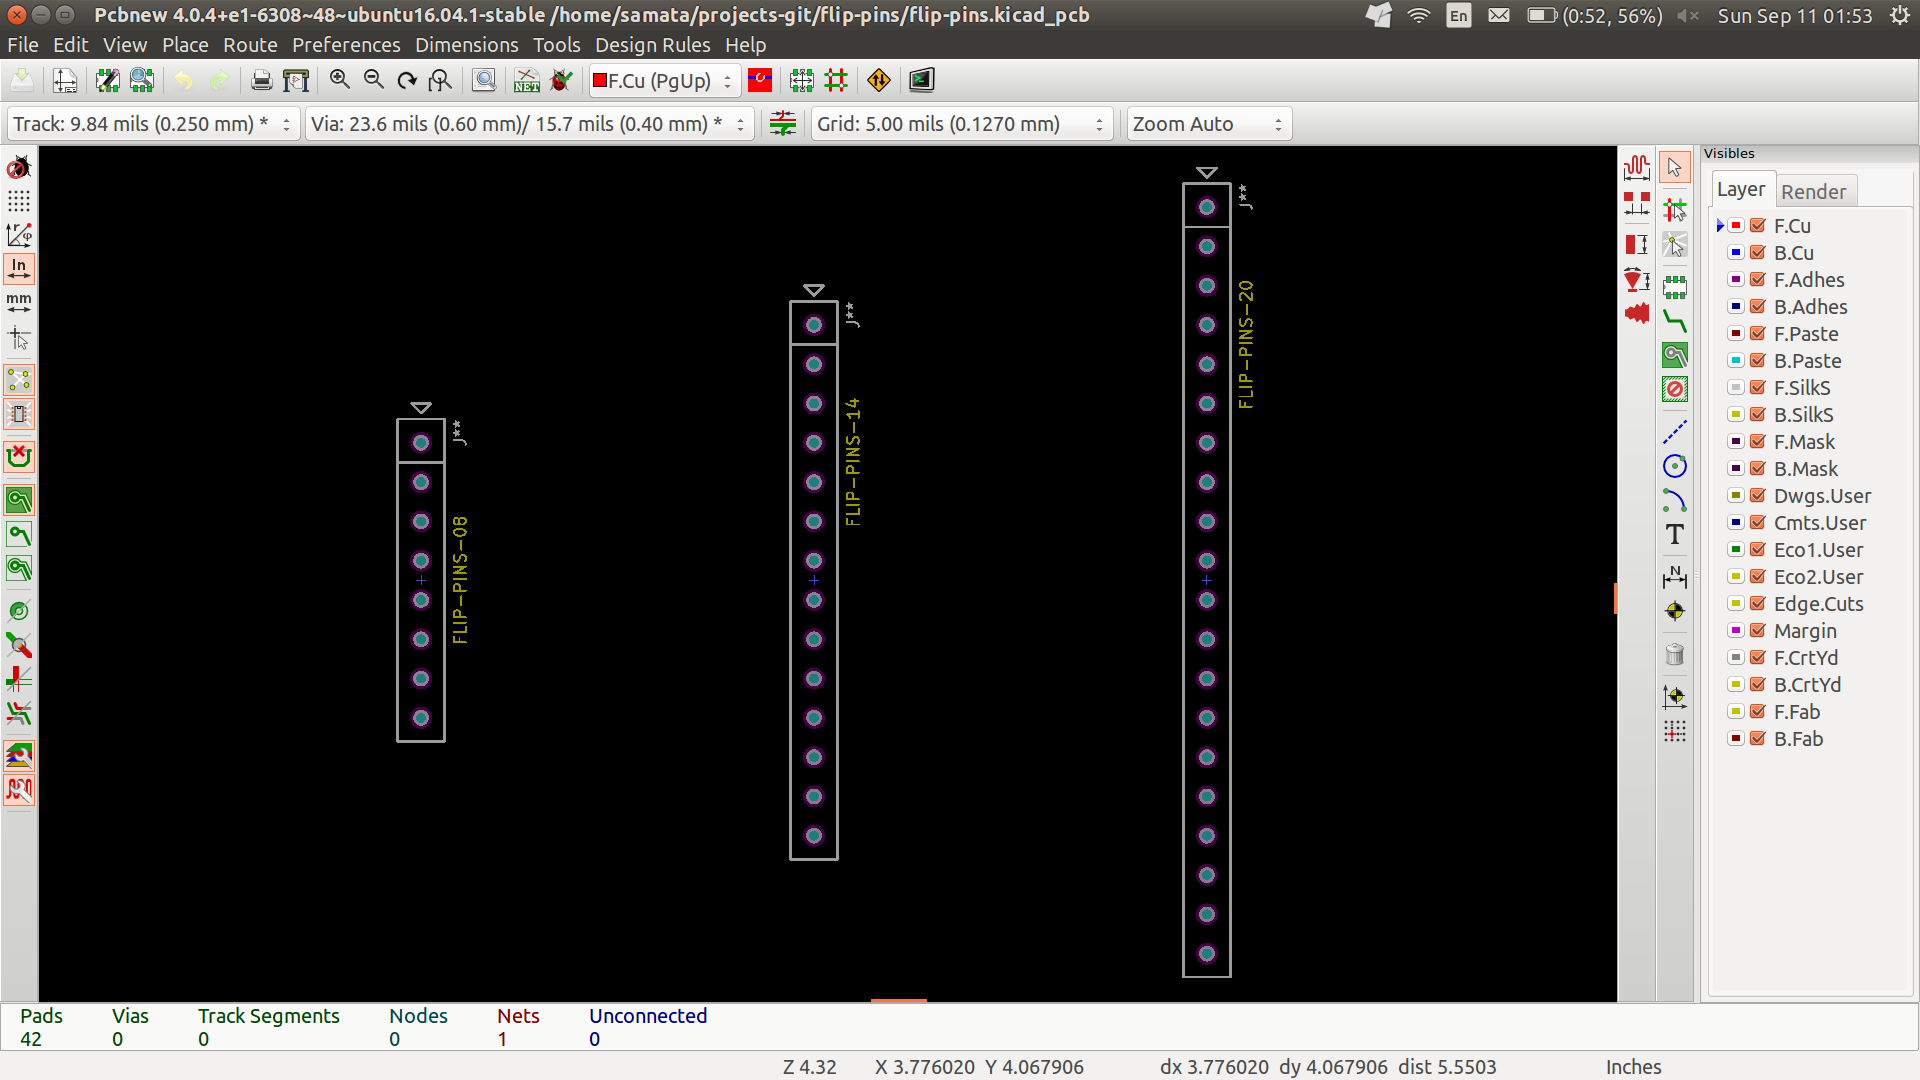 Pcbnew 4.0.4+e1-6308~48~ubuntu16.04.1-stable /home/samata/projects-git/flip-pins/flip-pins.kicad_pcb
En
(0:52, 56%)
Sun Sep 11 01:53
File Edit View Place Route Preferences Dimensions Tools Design Rules Help
NET
F.Cu (PgUp)
Track: 9.84 mils (0.250 mm) *
Via: 23.6 mils (0.60 mm)/ 15.7 mils (0.40 mm) *
Grid: 5.00 mils (0.1270 mm)
Zoom Auto
In
mm
J**
FLIP-PINS-08
J**
FLIP-PINS-14
J**
FLIP-PINS-20
T
N
Visibles
Layer Render
F.Cu
B.Cu
F.Adhes
B.Adhes
F.Paste
B.Paste
F.SilkS
B.SilkS
F.Mask
B.Mask
Dwgs.User
Cmts.User
Eco1.User
Eco2.User
Edge.Cuts
Margin
F.CrtYd
B.CrtYd
F.Fab
B.Fab
Pads Vias Track Segments Nodes Nets Unconnected
42 0 0 0 1 0
Z 4.32 X 3.776020 Y 4.067906 dx 3.776020 dy 4.067906 dist 5.5503 Inches